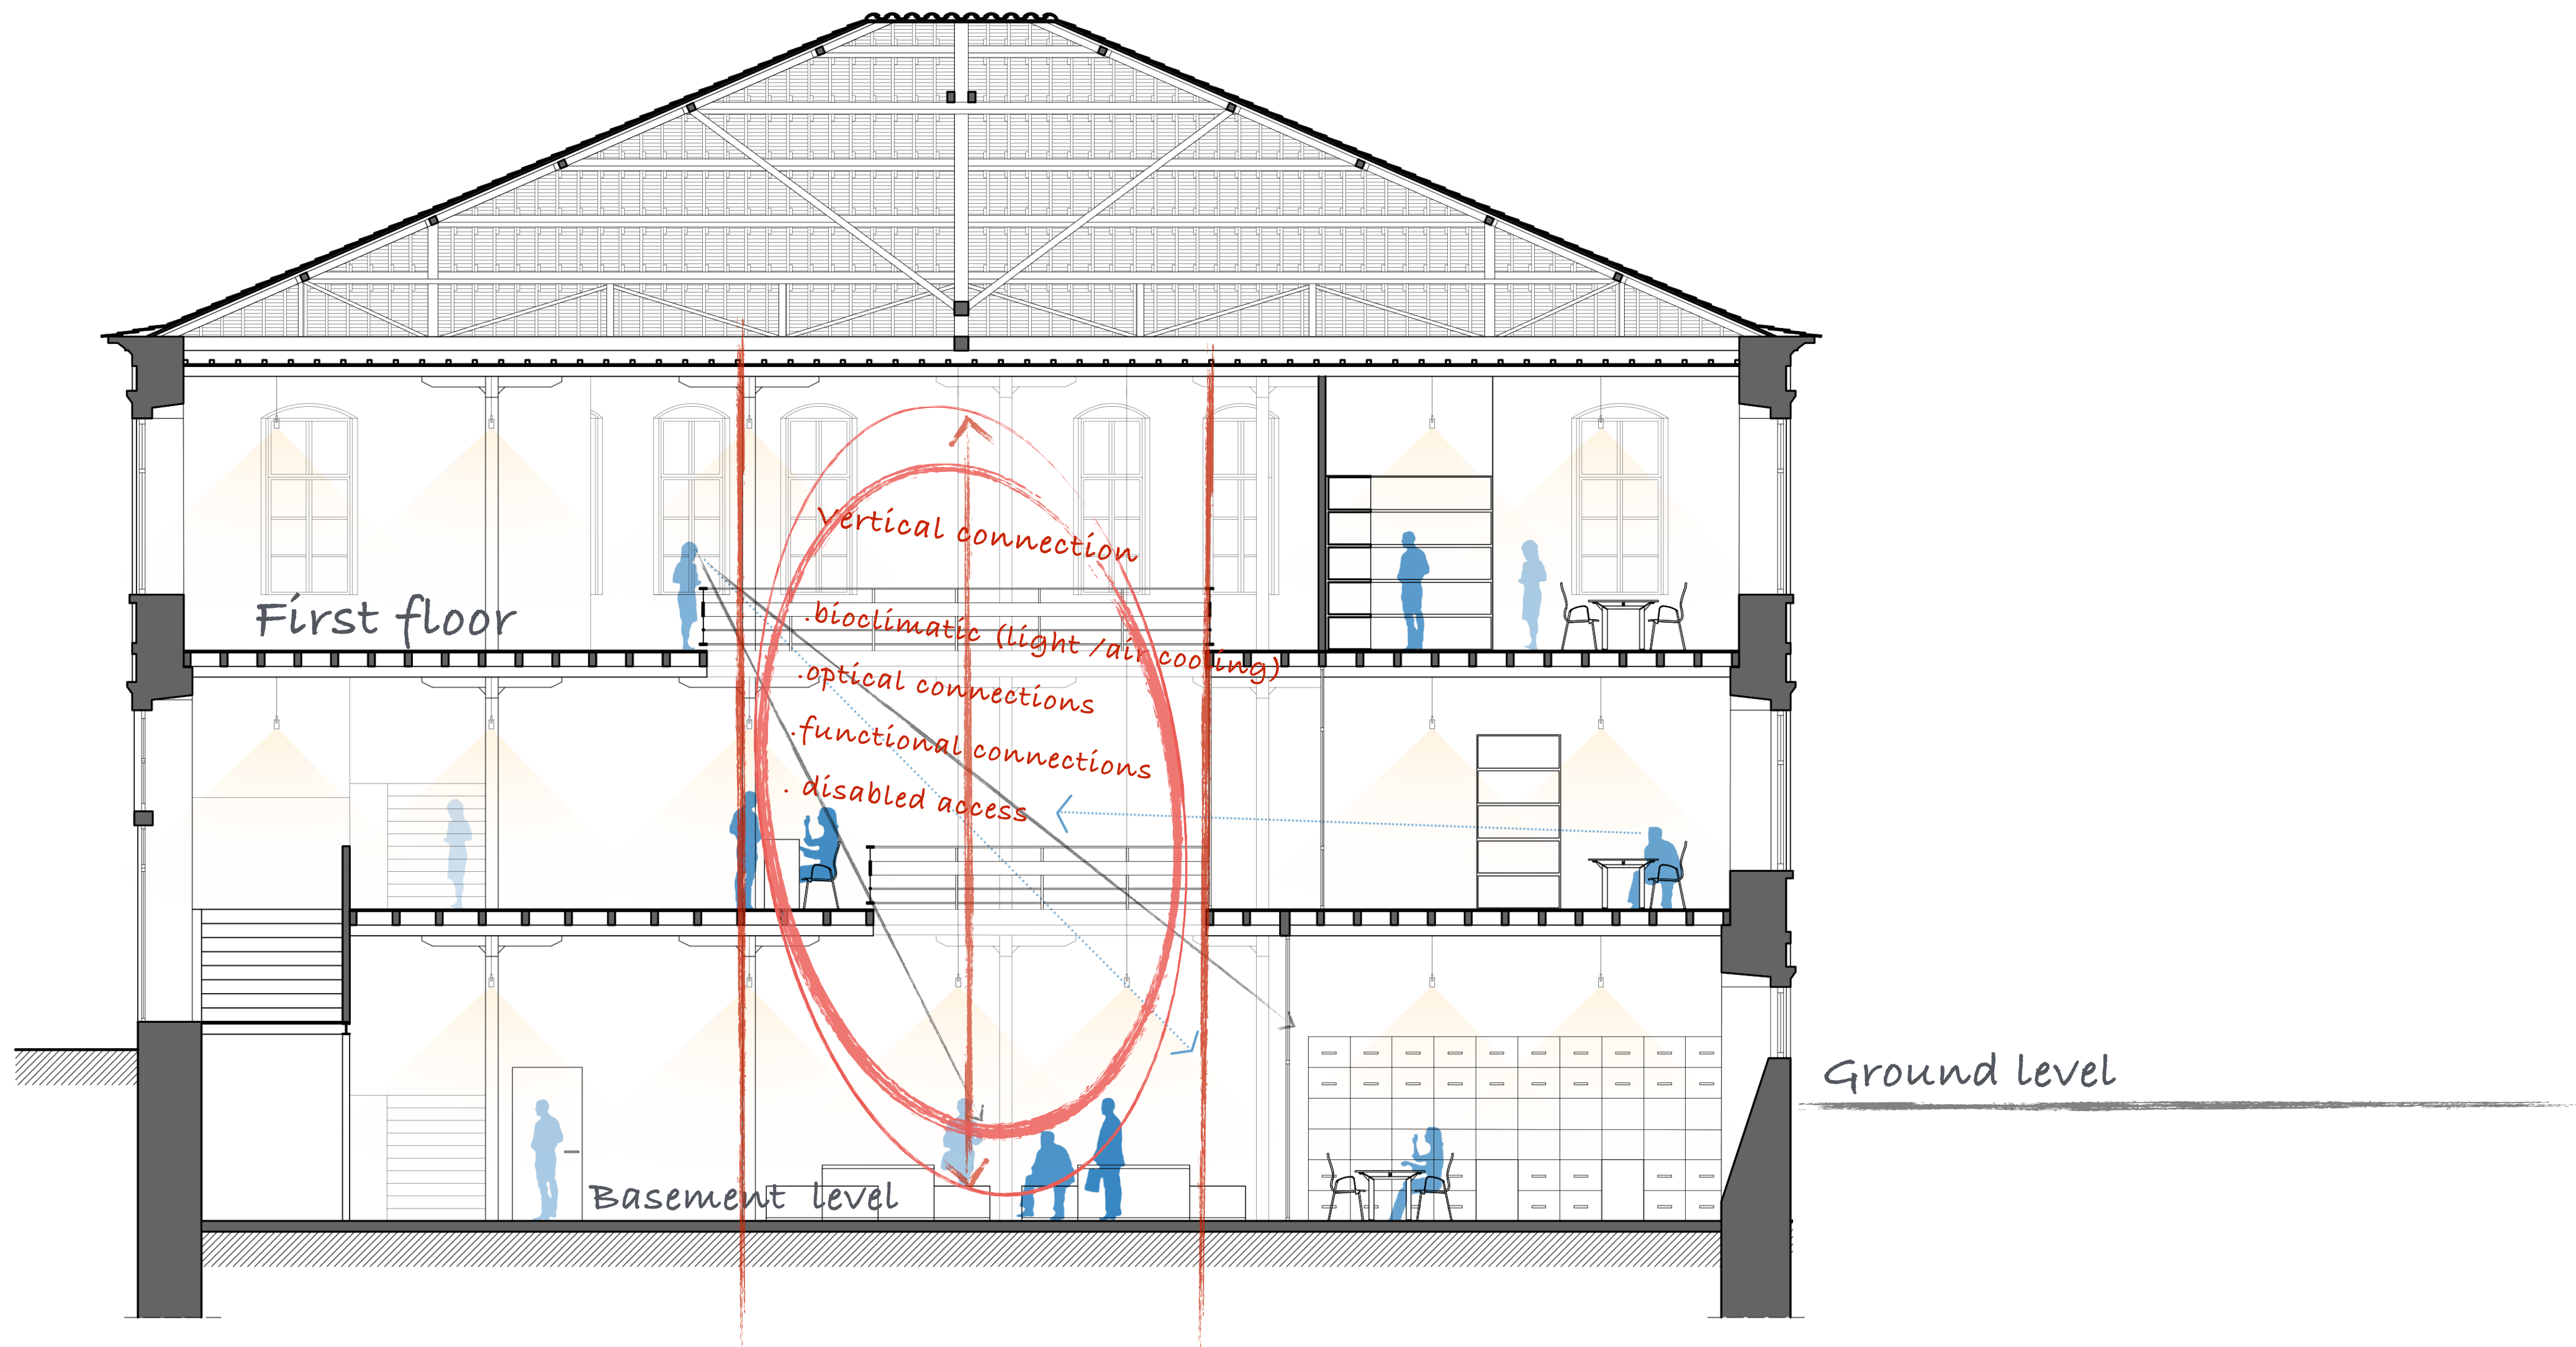 Vertical connection
First floor
.bioclimatic (light /air cooling)
.optical connections
.functional connections
. disabled access
Ground level
Basement level